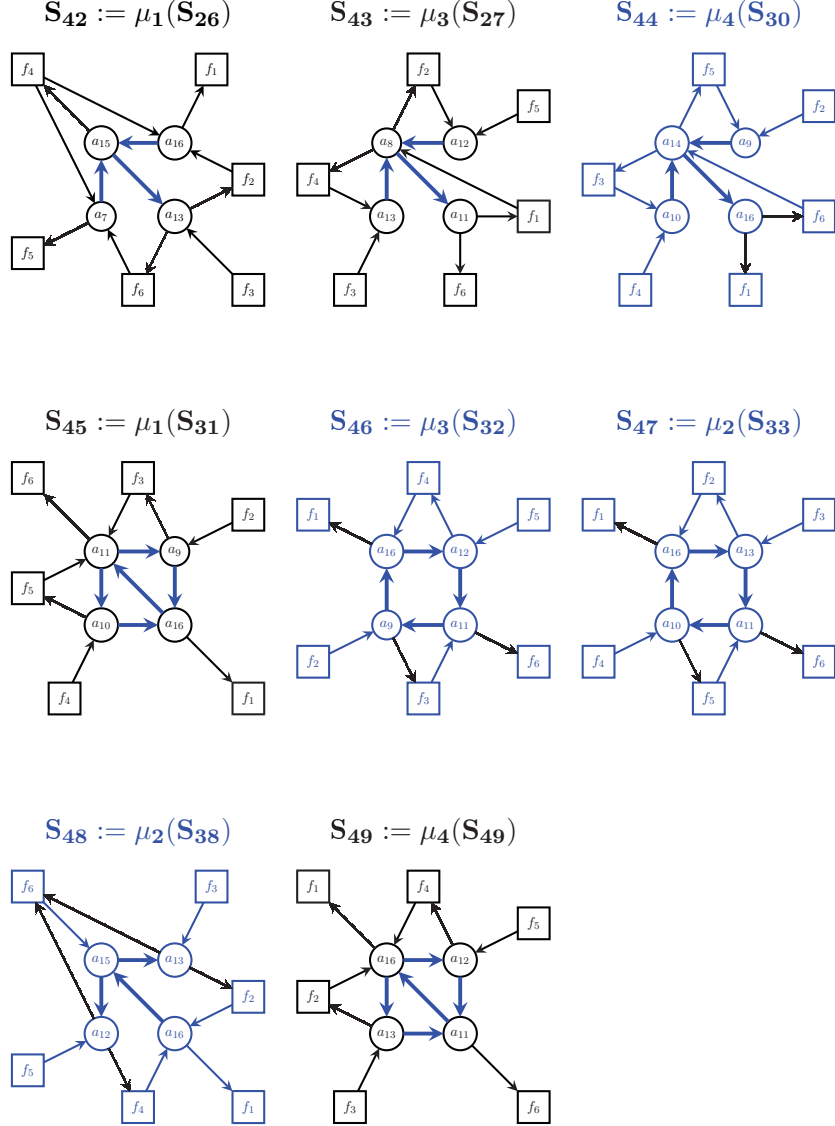 S₄₂ := μ₁(S₂₆) S₄₃ := μ₃(S₂₇) S₄₄ := μ₄(S₃₀)
f₄ f₁ f₂ f₅
f₅ f₂
a₁₅ a₁₆ a₈ a₁₂ a₁₄ a₉
f₂ f₄ f₃
a₇ a₁₃ a₁₃ a₁₁ f₁ a₁₀ a₁₆ f₆
f₅
f₆ f₃ f₃ f₆ f₄ f₁
S₄₅ := μ₁(S₃₁) S₄₆ := μ₃(S₃₂) S₄₇ := μ₂(S₃₃)
f₆ f₃ f₄ f₂
f₂ f₁ f₅ f₁ f₃
a₁₁ a₉ a₁₆ a₁₂ a₁₆ a₁₃
f₅
a₁₀ a₁₆ a₉ a₁₁ a₁₀ a₁₁
f₂ f₆ f₄ f₆
f₄ f₁ f₃ f₅
S₄₈ := μ₂(S₃₈) S₄₉ := μ₄(S₄₉)
f₆ f₃ f₁ f₄
f₅
a₁₅ a₁₃ a₁₆ a₁₂
f₂ f₂
a₁₂ a₁₆ a₁₃ a₁₁
f₅
f₄ f₁ f₃ f₆